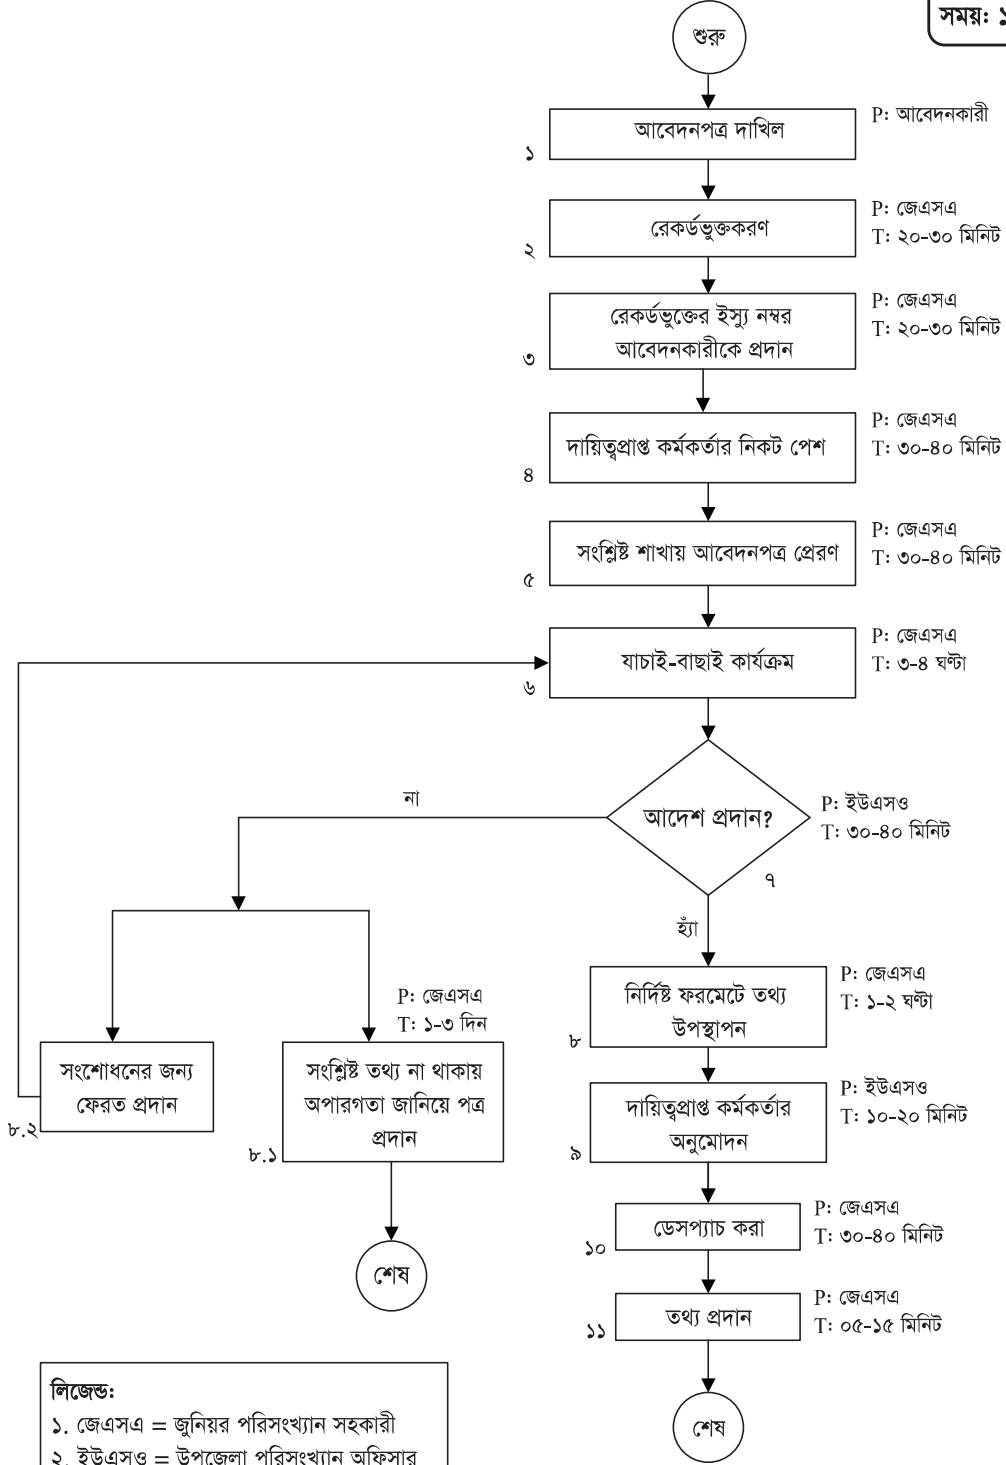 সময়: ১
শুরু
আবেদনপত্র দাখিল
P: আবেদনকারী
১
রেকর্ডভুক্তকরণ
P: জেএসএ
T: ২০-৩০ মিনিট
২
রেকর্ডভুক্তের ইস্যু নম্বর
আবেদনকারীকে প্রদান
P: জেএসএ
T: ২০-৩০ মিনিট
৩
দায়িত্বপ্রাপ্ত কর্মকর্তার নিকট পেশ
P: জেএসএ
T: ৩০-৪০ মিনিট
৪
সংশ্লিষ্ট শাখায় আবেদনপত্র প্রেরণ
P: জেএসএ
T: ৩০-৪০ মিনিট
৫
যাচাই-বাছাই কার্যক্রম
P: জেএসএ
T: ৩-৪ ঘণ্টা
৬
আদেশ প্রদান?
P: ইউএসও
T: ৩০-৪০ মিনিট
৭
না
হ্যাঁ
নির্দিষ্ট ফরমেটে তথ্য
উপস্থাপন
P: জেএসএ
T: ১-২ ঘণ্টা
৮
P: জেএসএ
T: ১-৩ দিন
সংশোধনের জন্য
ফেরত প্রদান
৮.২
সংশ্লিষ্ট তথ্য না থাকায়
অপারগতা জানিয়ে পত্র
প্রদান
৮.১
শেষ
দায়িত্বপ্রাপ্ত কর্মকর্তার
অনুমোদন
P: ইউএসও
T: ১০-২০ মিনিট
৯
ডেসপ্যাচ করা
P: জেএসএ
T: ৩০-৪০ মিনিট
১০
তথ্য প্রদান
P: জেএসএ
T: ০৫-১৫ মিনিট
১১
শেষ
লিজেন্ড:
১. জেএসএ = জুনিয়র পরিসংখ্যান সহকারী
২. ইউএসও = উপজেলা পরিসংখ্যান অফিসার